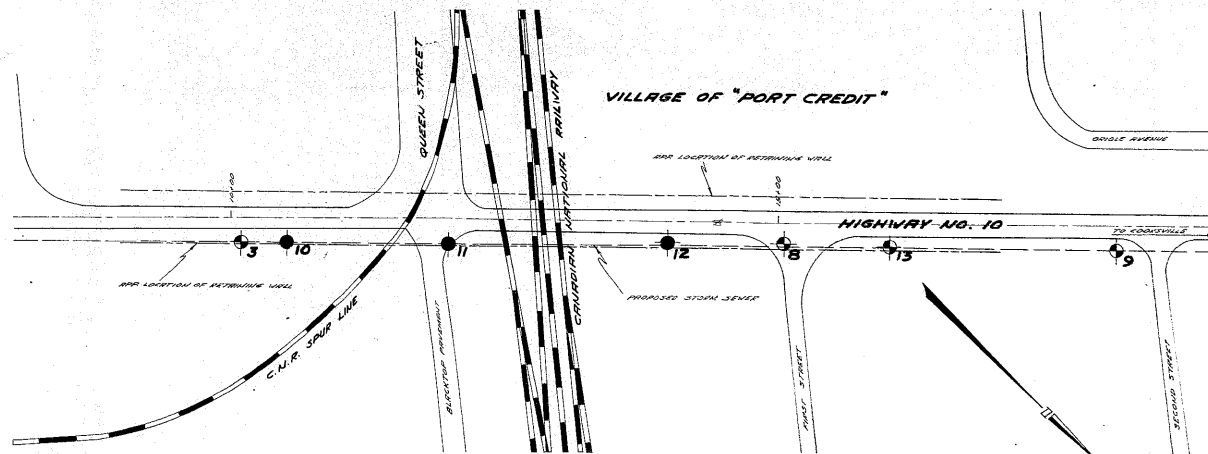 QUEEN STREET
CANADIAN NATIONAL RAILWAY
VILLAGE OF "PORT CREDIT"
ORIOLE AVENUE
APP. LOCATION OF RETAINING WALL
10+00
HIGHWAY NO. 10
TO COOKSVILLE
3
10
11
12
8
13
9
APP. LOCATION OF RETAINING WALL
PROPOSED STORM SEWER
C.N.R. SPUR LINE
BLACKTOP PAVEMENT
FIRST STREET
SECOND STREET
N